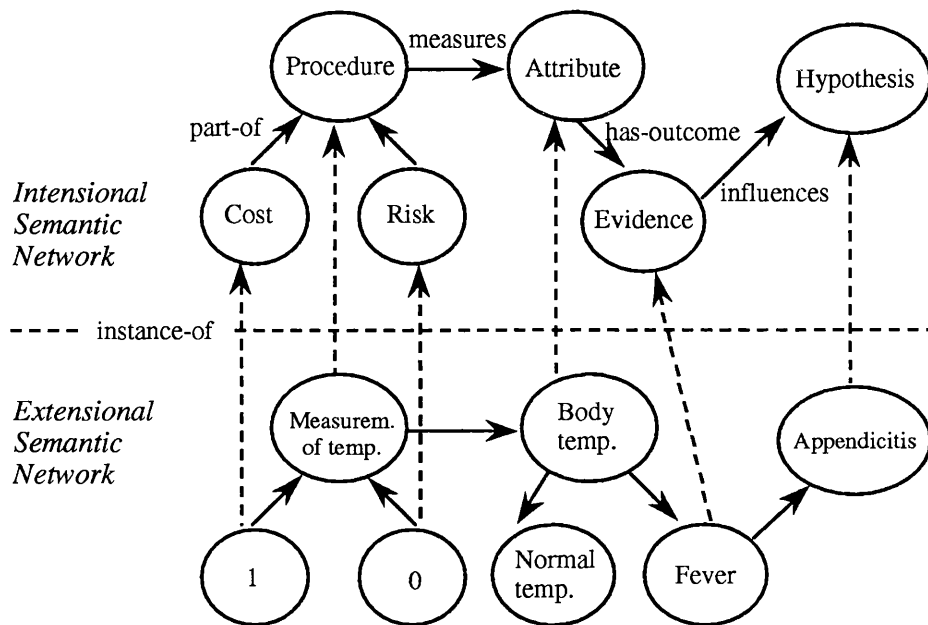 measures
Procedure
Attribute
Hypothesis
part-of
has-outcome
Intensional
Semantic
Network
Cost
Risk
Evidence
influences
instance-of
Extensional
Semantic
Network
Measurem.
of temp.
Body
temp.
Appendicitis
1
0
Normal
temp.
Fever